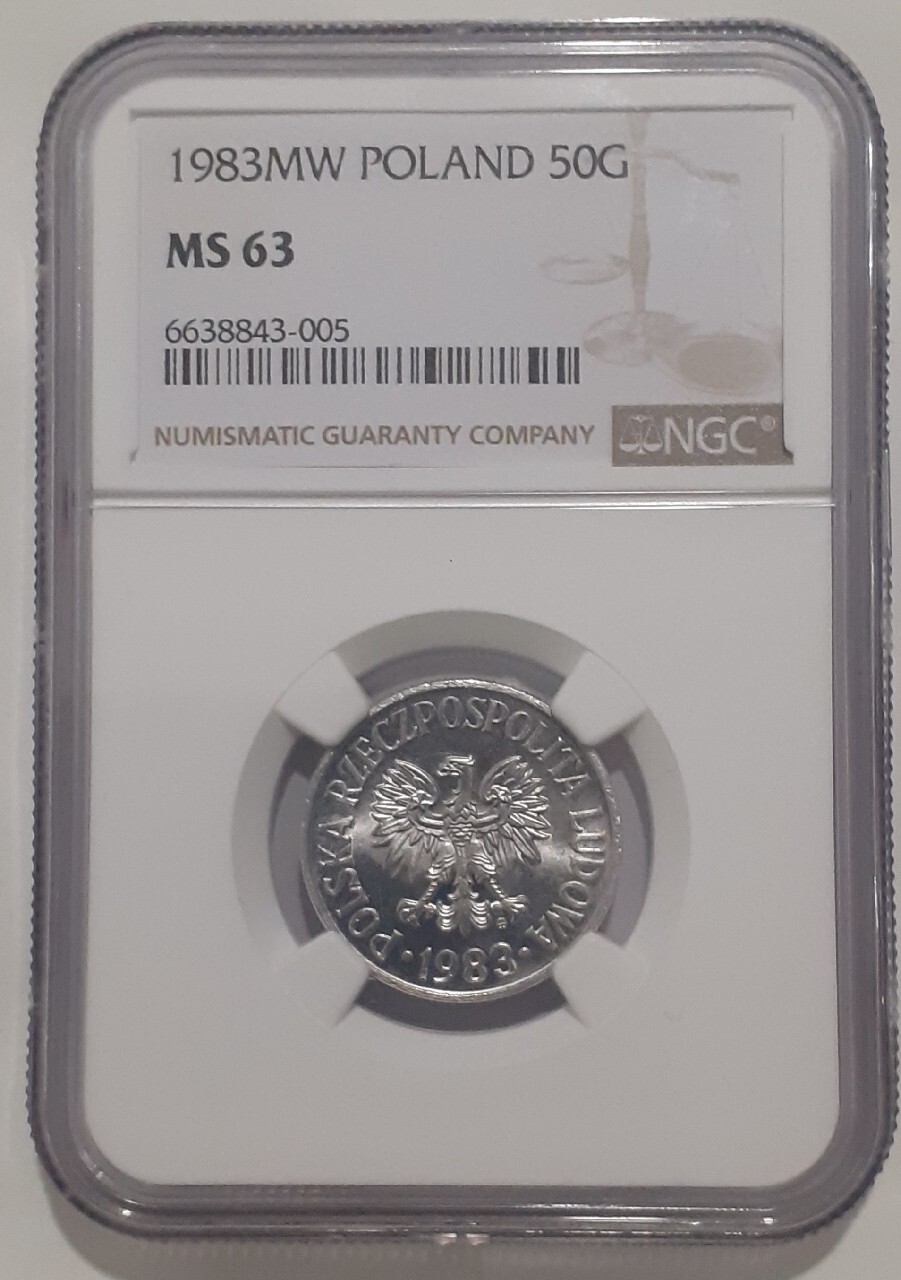 1983MW POLAND 50G
MS 63
6638843-005
NUMISMATIC GUARANTY COMPANY
NGC®
POLSKA RZECZPOSPOLITA LUDOWA
·1983·